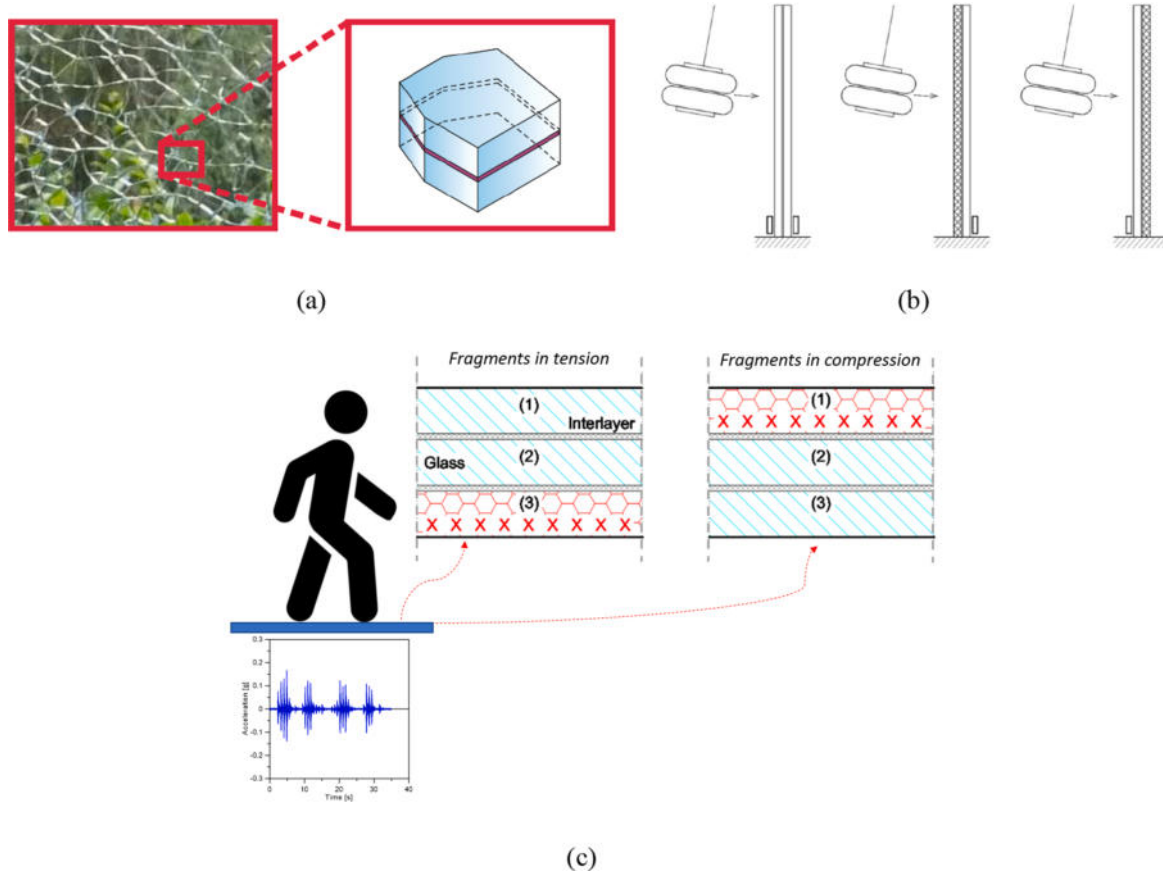 (a)
(b)
Fragments in tension
(1)
Interlayer
Glass
(2)
(3)
X X X X X X X X X
Fragments in compression
(1)
X X X X X X X X X
(2)
(3)
Acceleration [g]
0.3
0.2
0.1
0
-0.1
-0.2
-0.3
0 10 20 30 40
Time [s]
(c)